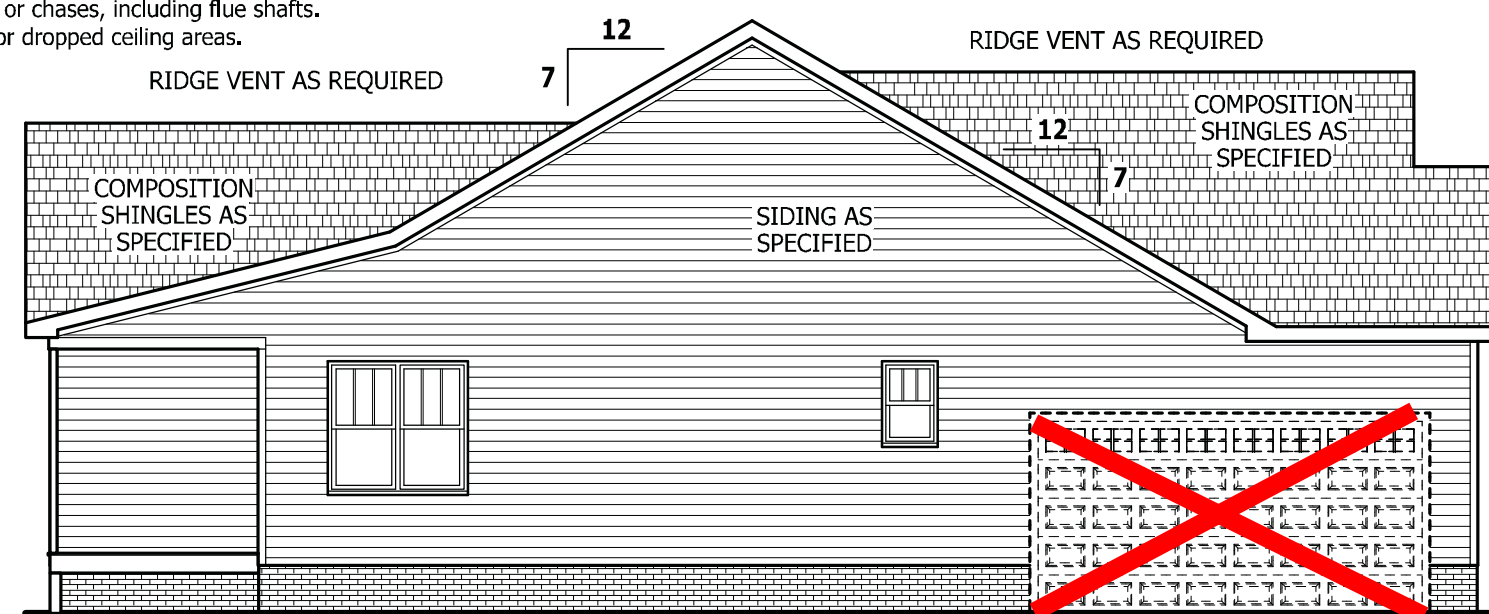 or chases, including flue shafts.
or dropped ceiling areas.
12
7
RIDGE VENT AS REQUIRED
RIDGE VENT AS REQUIRED
COMPOSITION
SHINGLES AS
SPECIFIED
12
7
COMPOSITION
SHINGLES AS
SPECIFIED
SIDING AS
SPECIFIED